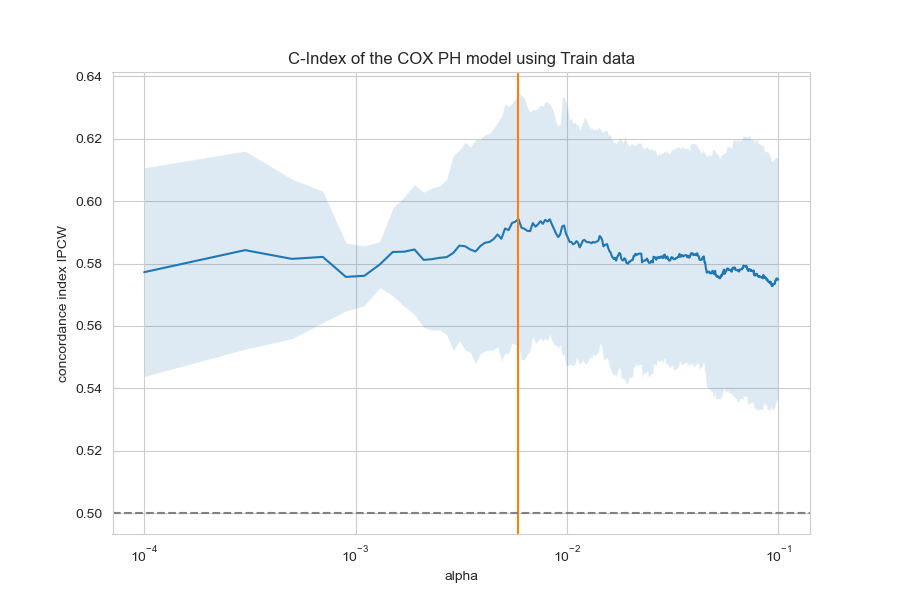 C-Index of the COX PH model using Train data
concordance index IPCW
0.64
0.62
0.60
0.58
0.56
0.54
0.52
0.50
10⁻⁴ 10⁻³ 10⁻² 10⁻¹
alpha